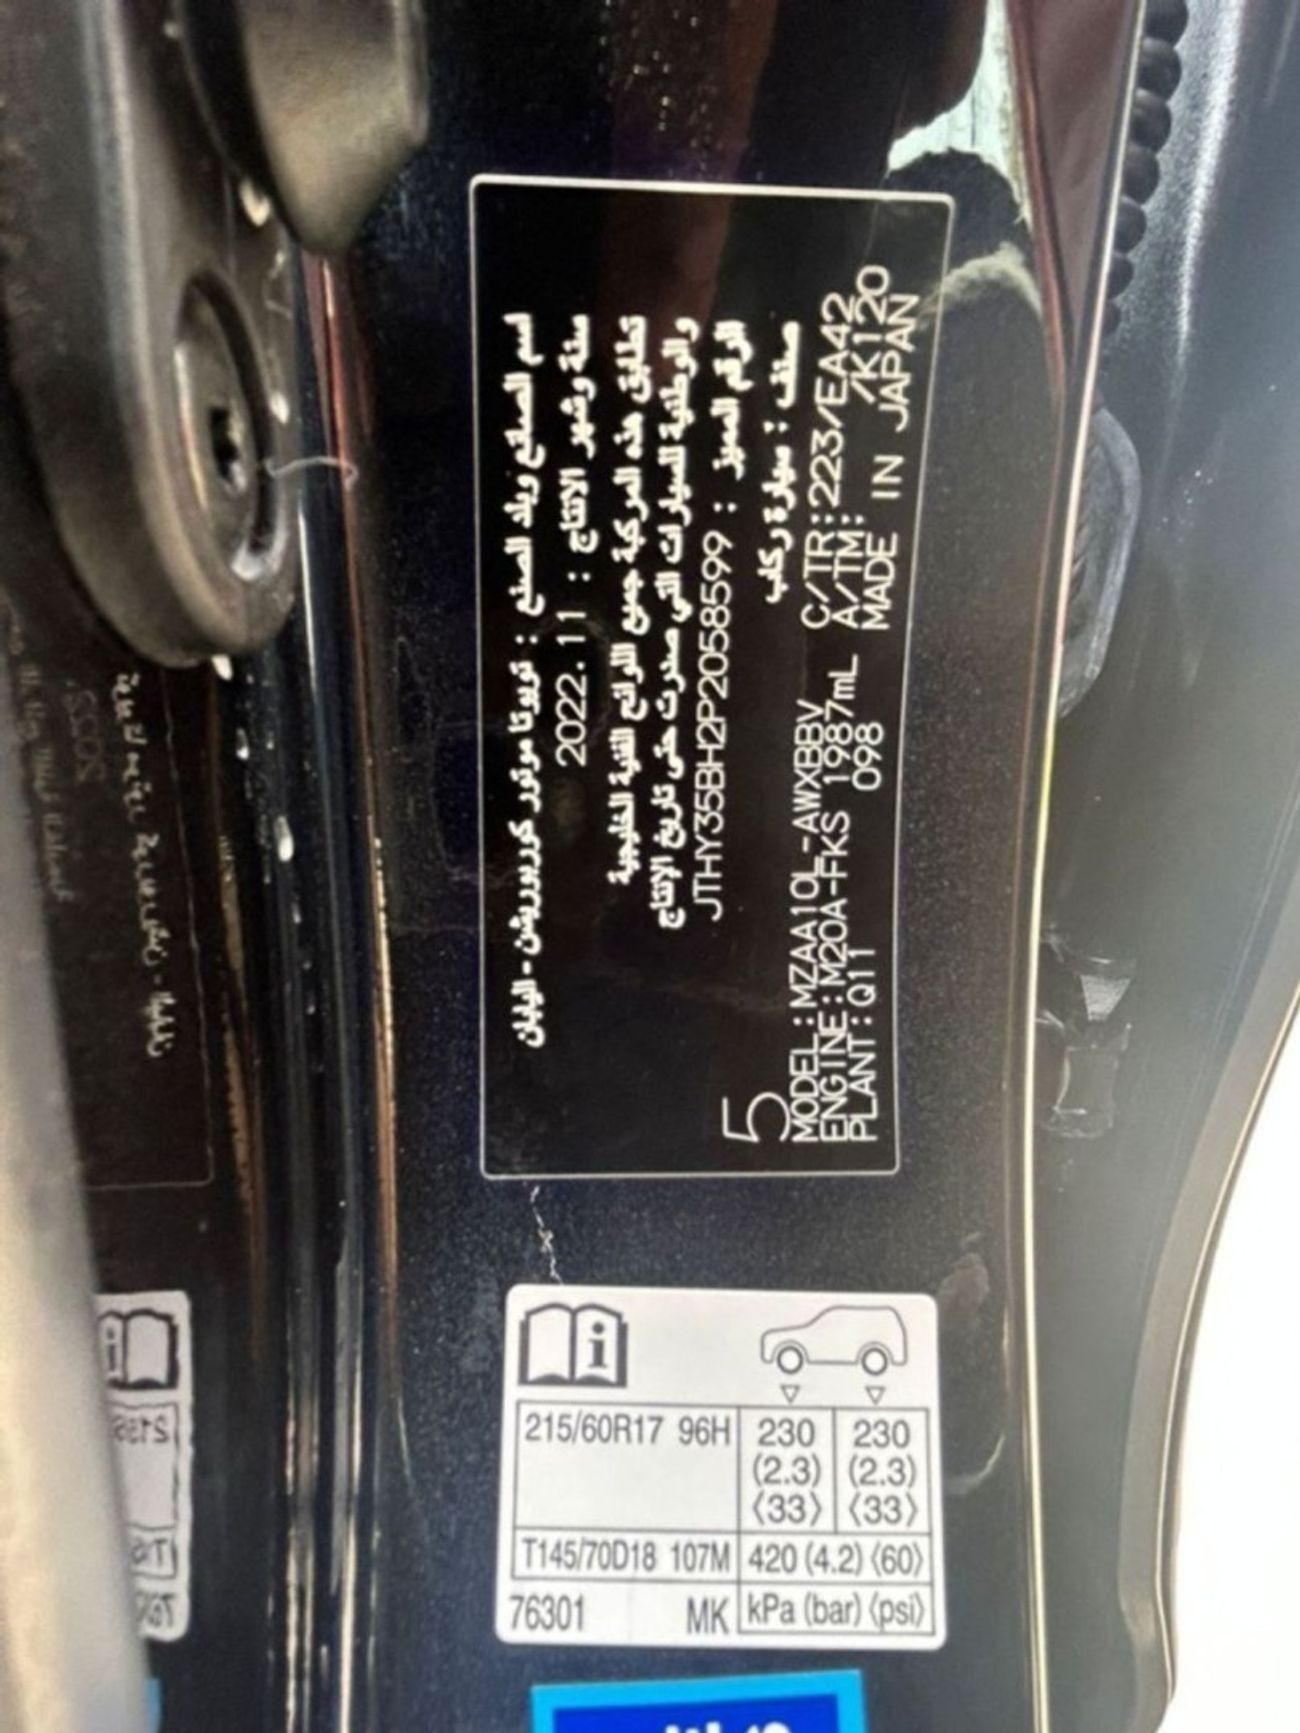 اسم الصانع وبلد الصنع : تويوتا موتور كوربوريشن - اليابان
سنة وشهر الانتاج : 2022.11
تطابق هذه المركبة جميع اللوائح الفنية الخليجية
والوطنية للسيارات التي صدرت حتى تاريخ الإنتاج
الرقم المميز : JTHY35BH2P2058599
صنف : سيارة ركاب
5
MODEL:MZAA10L-AWXBBV C/TR:223/EA42
ENGINE:M20A-FKS 1987mL A/TM: /K120
PLANT:Q11 098 MADE IN JAPAN
215/60R17 96H 230 230
(2.3) (2.3)
〈33〉 〈33〉
T145/70D18 107M 420 (4.2) 〈60〉
76301 MK kPa (bar) 〈psi〉